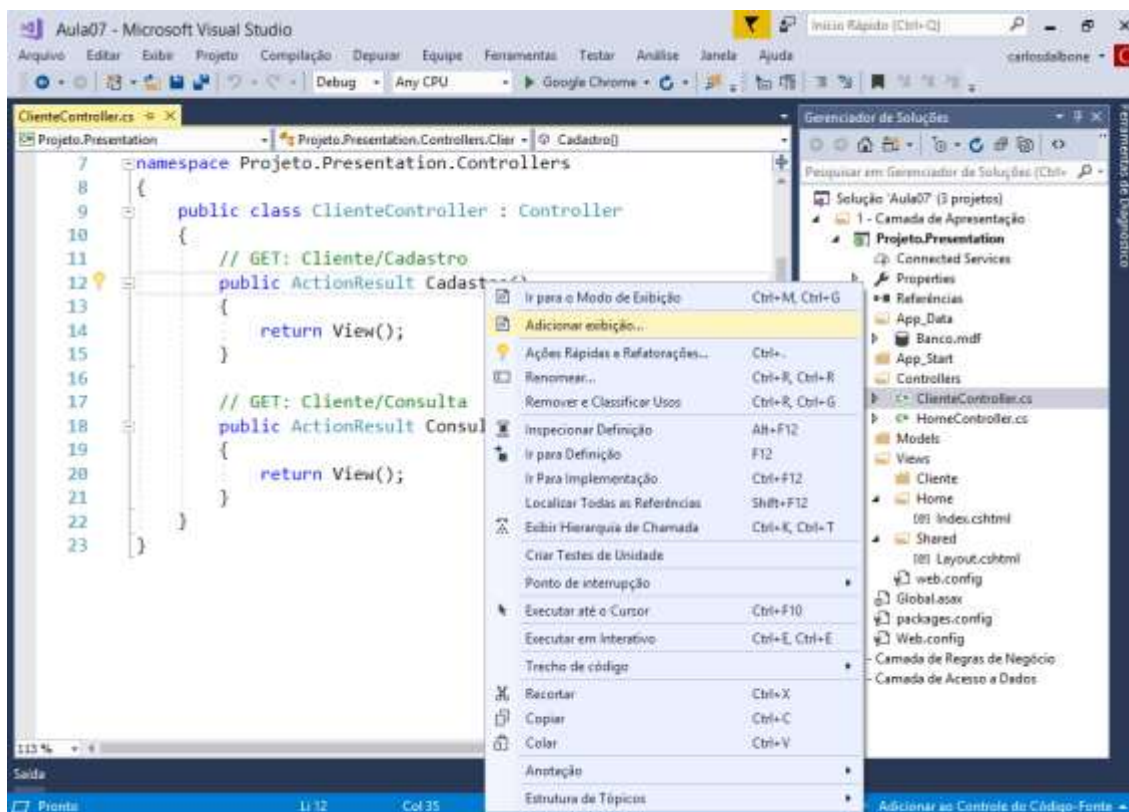 Aula07 - Microsoft Visual Studio
Início Rápido (Ctrl+Q)
Arquivo Editar Exibir Projeto Compilação Depurar Equipe Ferramentas Testar Análise Janela Ajuda
carlosdalbone
Debug Any CPU Google Chrome
ClienteController.cs
Projeto.Presentation
Projeto.Presentation.Controllers.Clier
Cadastro()
7 namespace Projeto.Presentation.Controllers
8 {
9 public class ClienteController : Controller
10 {
11 // GET: Cliente/Cadastro
12 public ActionResult Cadastro()
13 {
14 return View();
15 }
16
17 // GET: Cliente/Consulta
18 public ActionResult Consul
19 {
20 return View();
21 }
22 }
23 }
113 %
Saída
Pronto Li 12 Col 35
Adicionar ao Controle do Código-Fonte
Ir para o Modo de Exibição Ctrl+M, Ctrl+G
Adicionar exibição...
Ações Rápidas e Refatorações... Ctrl+.
Renomear... Ctrl+R, Ctrl+R
Remover e Classificar Usos Ctrl+R, Ctrl+G
Inspecionar Definição Alt+F12
Ir para Definição F12
Ir Para Implementação Ctrl+F12
Localizar Todas as Referências Shift+F12
Exibir Hierarquia de Chamada Ctrl+K, Ctrl+T
Criar Testes de Unidade
Ponto de interrupção
Executar até o Cursor Ctrl+F10
Executar em Interativo Ctrl+E, Ctrl+E
Trecho de código
Recortar Ctrl+X
Copiar Ctrl+C
Colar Ctrl+V
Anotação
Estrutura de Tópicos
Gerenciador de Soluções
Pesquisar em Gerenciador de Soluções (Ctrl+
Solução 'Aula07' (3 projetos)
1 - Camada de Apresentação
Projeto.Presentation
Connected Services
Properties
Referências
App_Data
Banco.mdf
App_Start
Controllers
C# ClienteController.cs
C# HomeController.cs
Models
Views
Cliente
Home
Index.cshtml
Shared
Layout.cshtml
web.config
Global.asax
packages.config
Web.config
- Camada de Regras de Negócio
- Camada de Acesso a Dados
Ferramentas de Diagnóstico